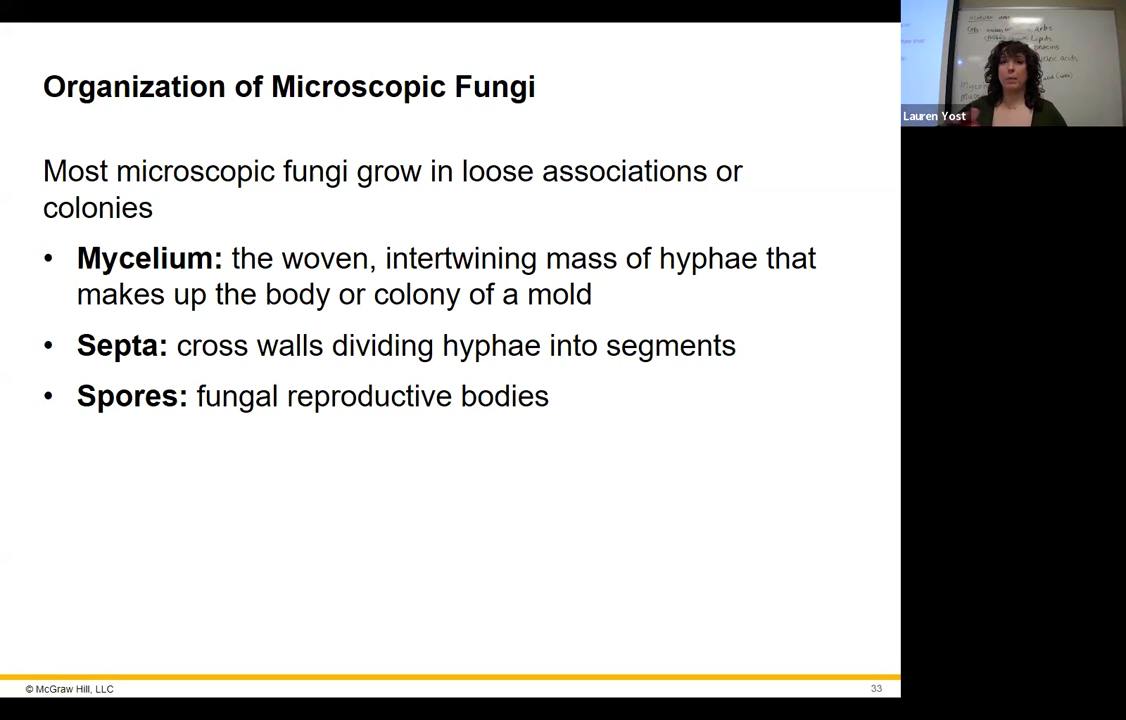 Organization of Microscopic Fungi
Most microscopic fungi grow in loose associations or
colonies
• Mycelium: the woven, intertwining mass of hyphae that
makes up the body or colony of a mold
• Septa: cross walls dividing hyphae into segments
• Spores: fungal reproductive bodies
© McGraw Hill, LLC
33
Lipids
Lauren Yost